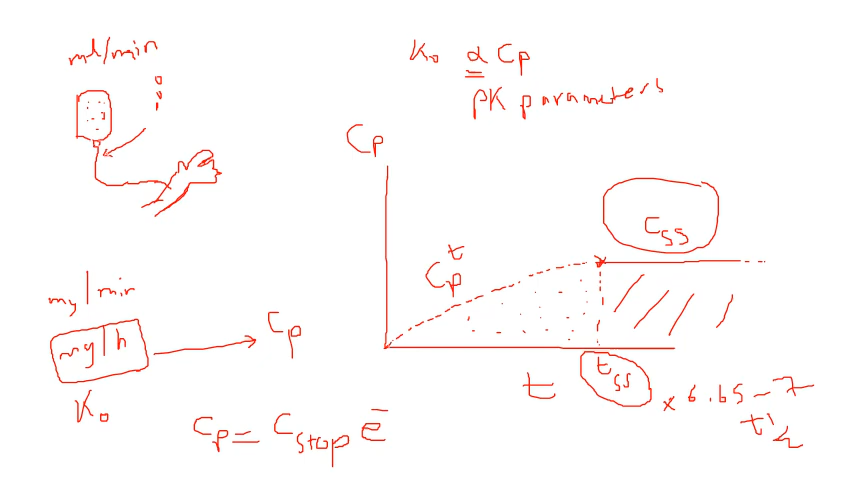 ml/min
K₀ α Cp
PK parameters
Cp
Css
Cpᵗ
mg/min
mg/h
Cp
tss
t
x 6.65 - 7
t½
K₀
Cp = Cstop e⁻